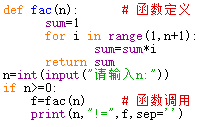 def fac(n):      # 函数定义
    sum=1
    for i in range(1,n+1):
        sum=sum*i
    return sum
n=int(input("请输入n:"))
if n>=0:
    f=fac(n)     # 函数调用
    print(n,"!=",f,sep='')